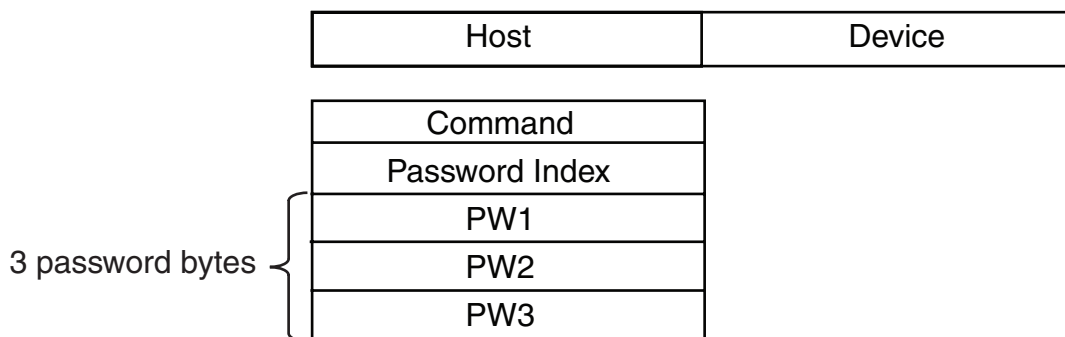 Host Device
Command
Password Index
PW1
3 password bytes
PW2
PW3